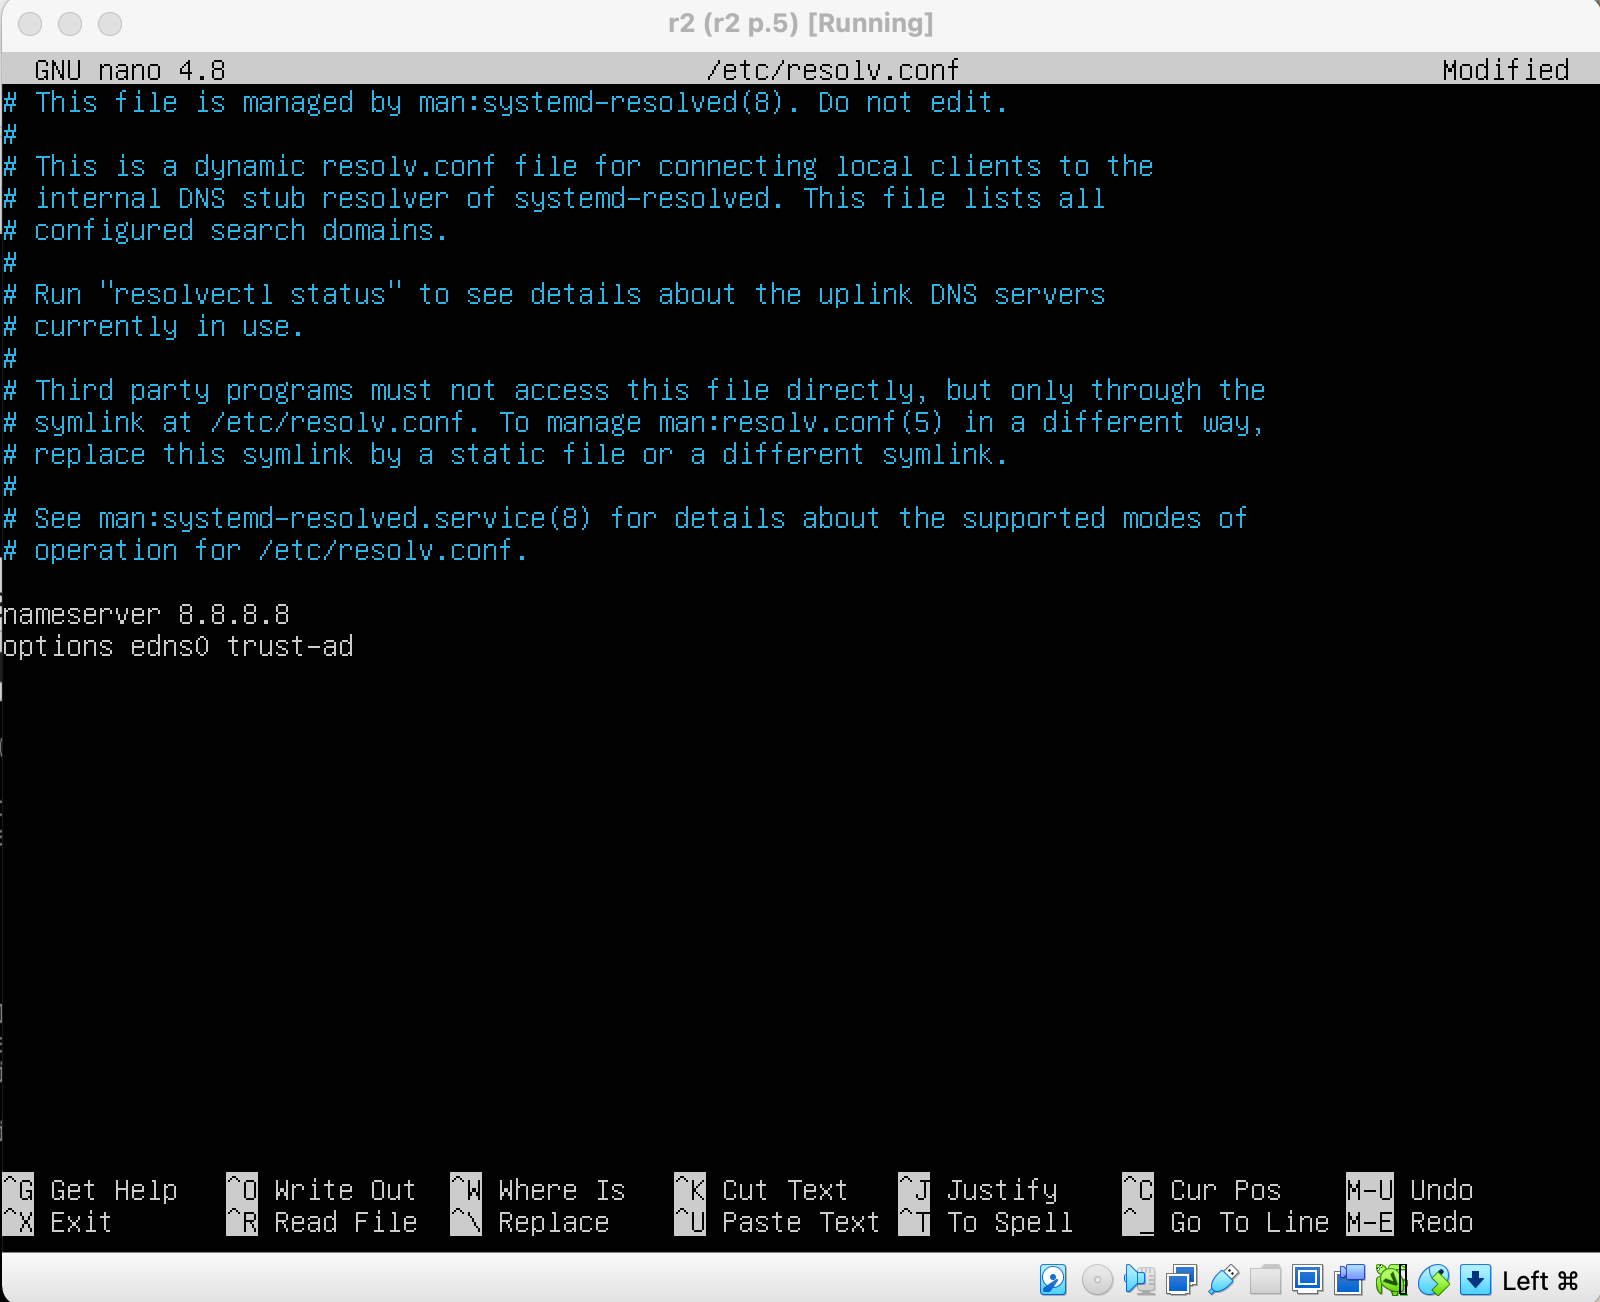 r2 (r2 p.5) [Running]
GNU nano 4.8 /etc/resolv.conf Modified
# This file is managed by man:systemd-resolved(8). Do not edit.
#
# This is a dynamic resolv.conf file for connecting local clients to the
# internal DNS stub resolver of systemd-resolved. This file lists all
# configured search domains.
#
# Run "resolvectl status" to see details about the uplink DNS servers
# currently in use.
#
# Third party programs must not access this file directly, but only through the
# symlink at /etc/resolv.conf. To manage man:resolv.conf(5) in a different way,
# replace this symlink by a static file or a different symlink.
#
# See man:systemd-resolved.service(8) for details about the supported modes of
# operation for /etc/resolv.conf.
nameserver 8.8.8.8
options edns0 trust-ad
^G Get Help ^O Write Out ^W Where Is ^K Cut Text ^J Justify ^C Cur Pos M-U Undo
^X Exit ^R Read File ^\ Replace ^U Paste Text ^T To Spell ^_ Go To Line M-E Redo
Left ⌘